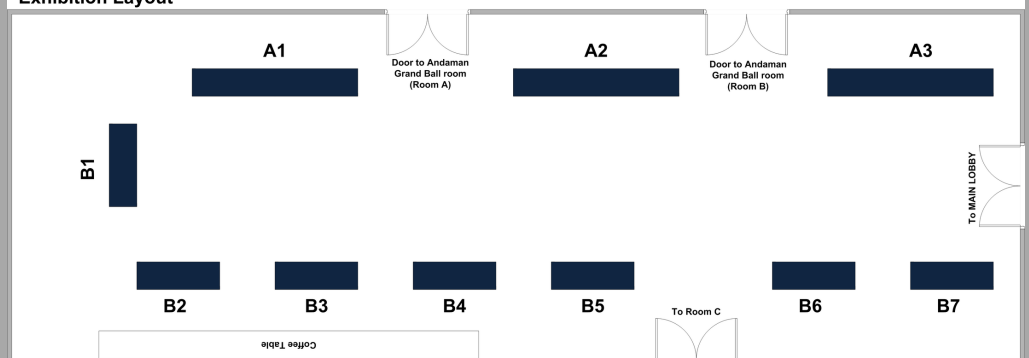 Exhibition Layout
A1
A2
A3
Door to Andaman
Grand Ball room
(Room A)
Door to Andaman
Grand Ball room
(Room B)
B1
To MAIN LOBBY
B2
B3
B4
B5
B6
B7
To Room C
Coffee Table